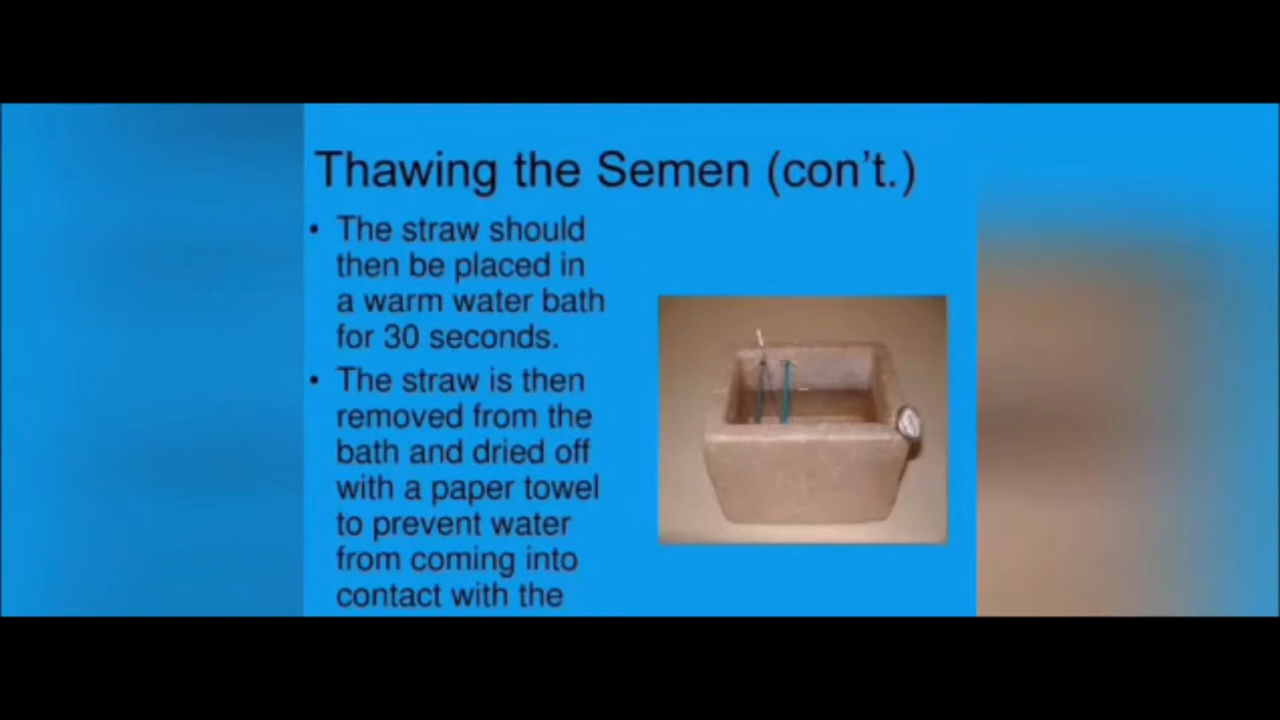 Thawing the Semen (con't.)
• The straw should
then be placed in
a warm water bath
for 30 seconds.
• The straw is then
removed from the
bath and dried off
with a paper towel
to prevent water
from coming into
contact with the